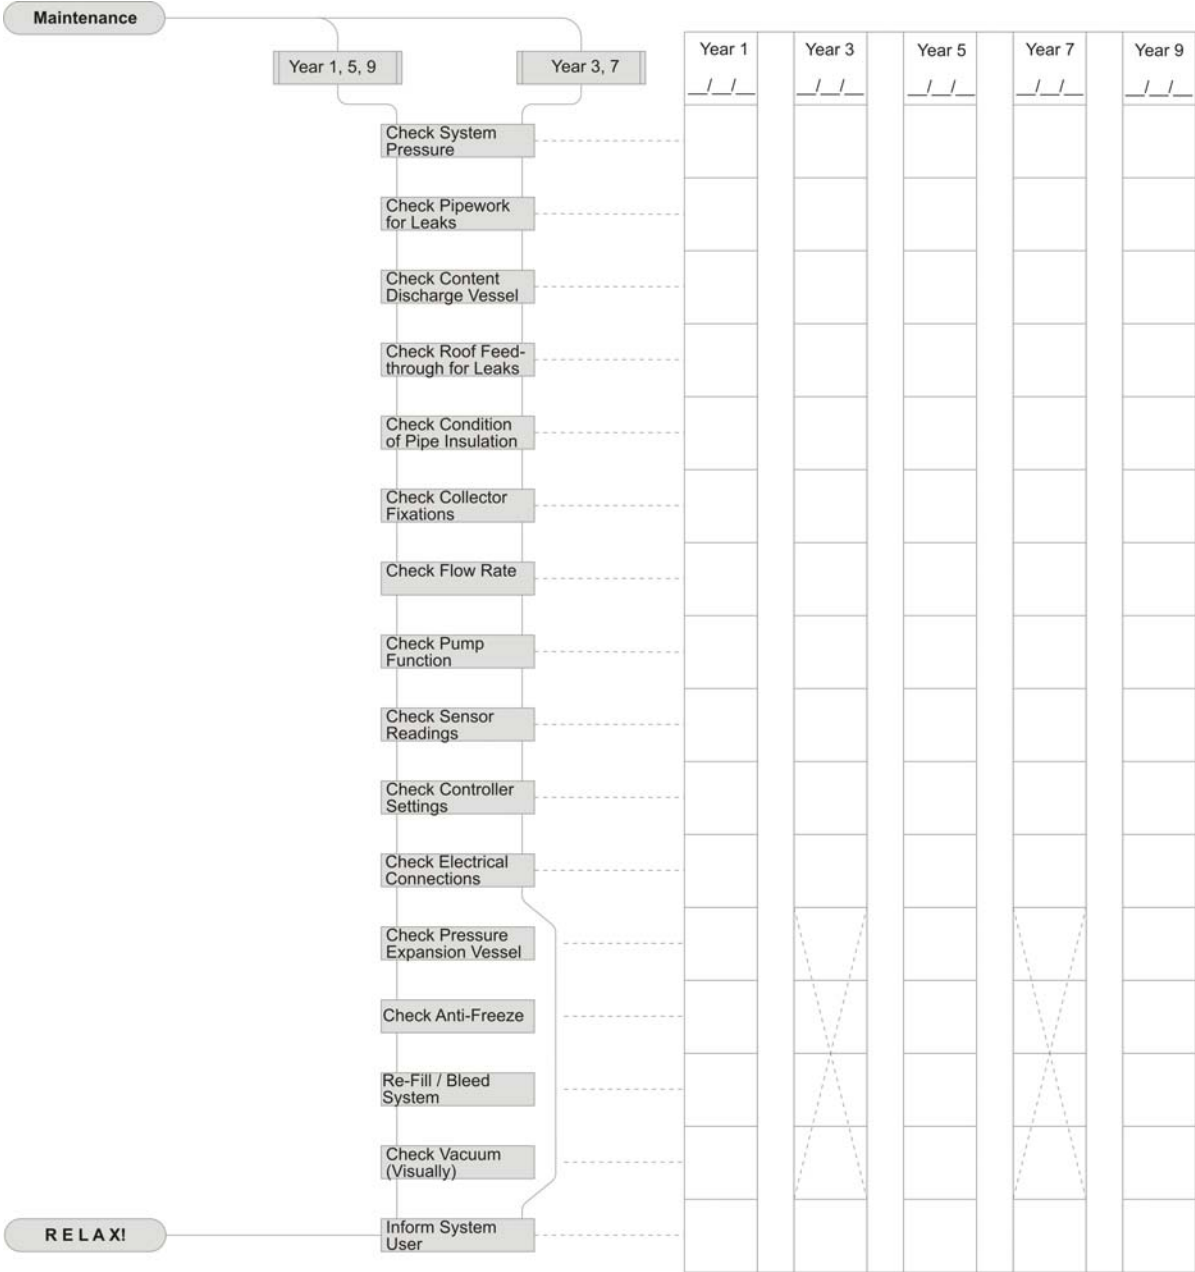 Maintenance
Year 1, 5, 9
Year 3, 7
Year 1
Year 3
Year 5
Year 7
Year 9
__/__/__
__/__/__
__/__/__
__/__/__
__/__/__
Check System
Pressure
Check Pipework
for Leaks
Check Content
Discharge Vessel
Check Roof Feed-
through for Leaks
Check Condition
of Pipe Insulation
Check Collector
Fixations
Check Flow Rate
Check Pump
Function
Check Sensor
Readings
Check Controller
Settings
Check Electrical
Connections
Check Pressure
Expansion Vessel
Check Anti-Freeze
Re-Fill / Bleed
System
Check Vacuum
(Visually)
Inform System
User
R E L A X!